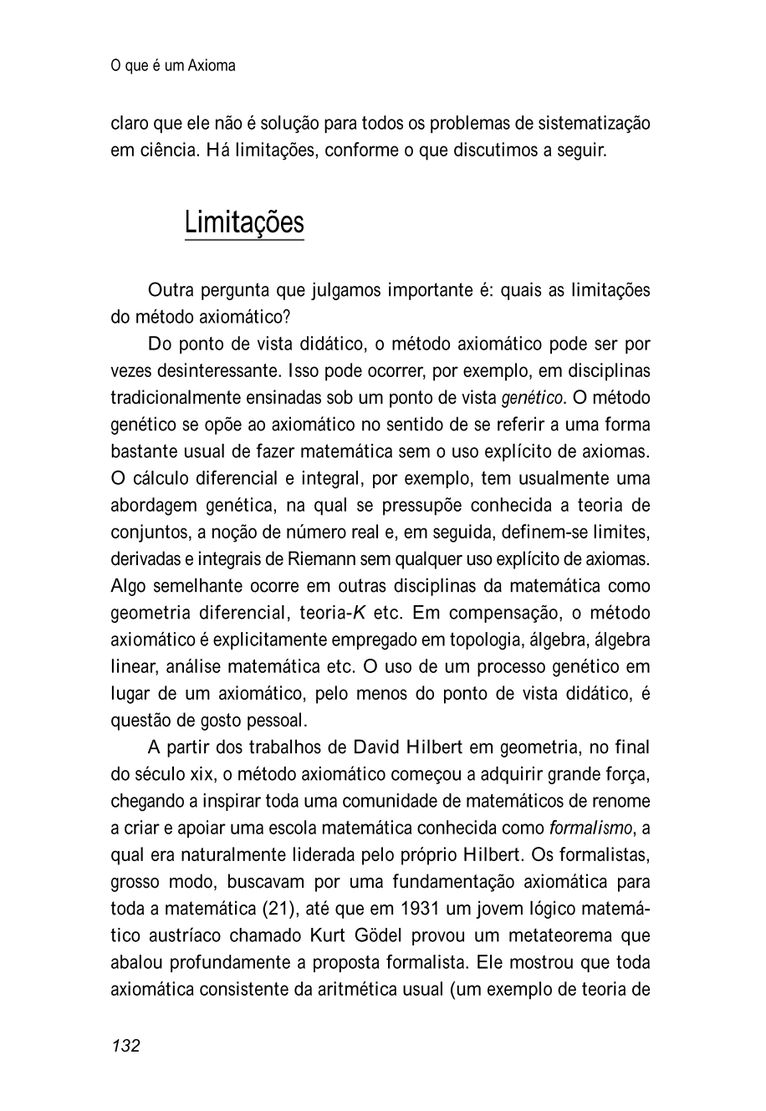 O que é um Axioma
claro que ele não é solução para todos os problemas de sistematização
em ciência. Há limitações, conforme o que discutimos a seguir.
Limitações
Outra pergunta que julgamos importante é: quais as limitações
do método axiomático?
Do ponto de vista didático, o método axiomático pode ser por
vezes desinteressante. Isso pode ocorrer, por exemplo, em disciplinas
tradicionalmente ensinadas sob um ponto de vista genético. O método
genético se opõe ao axiomático no sentido de se referir a uma forma
bastante usual de fazer matemática sem o uso explícito de axiomas.
O cálculo diferencial e integral, por exemplo, tem usualmente uma
abordagem genética, na qual se pressupõe conhecida a teoria de
conjuntos, a noção de número real e, em seguida, definem-se limites,
derivadas e integrais de Riemann sem qualquer uso explícito de axiomas.
Algo semelhante ocorre em outras disciplinas da matemática como
geometria diferencial, teoria-K etc. Em compensação, o método
axiomático é explicitamente empregado em topologia, álgebra, álgebra
linear, análise matemática etc. O uso de um processo genético em
lugar de um axiomático, pelo menos do ponto de vista didático, é
questão de gosto pessoal.
A partir dos trabalhos de David Hilbert em geometria, no final
do século xix, o método axiomático começou a adquirir grande força,
chegando a inspirar toda uma comunidade de matemáticos de renome
a criar e apoiar uma escola matemática conhecida como formalismo, a
qual era naturalmente liderada pelo próprio Hilbert. Os formalistas,
grosso modo, buscavam por uma fundamentação axiomática para
toda a matemática (21), até que em 1931 um jovem lógico matemá-
tico austríaco chamado Kurt Gödel provou um metateorema que
abalou profundamente a proposta formalista. Ele mostrou que toda
axiomática consistente da aritmética usual (um exemplo de teoria de
132